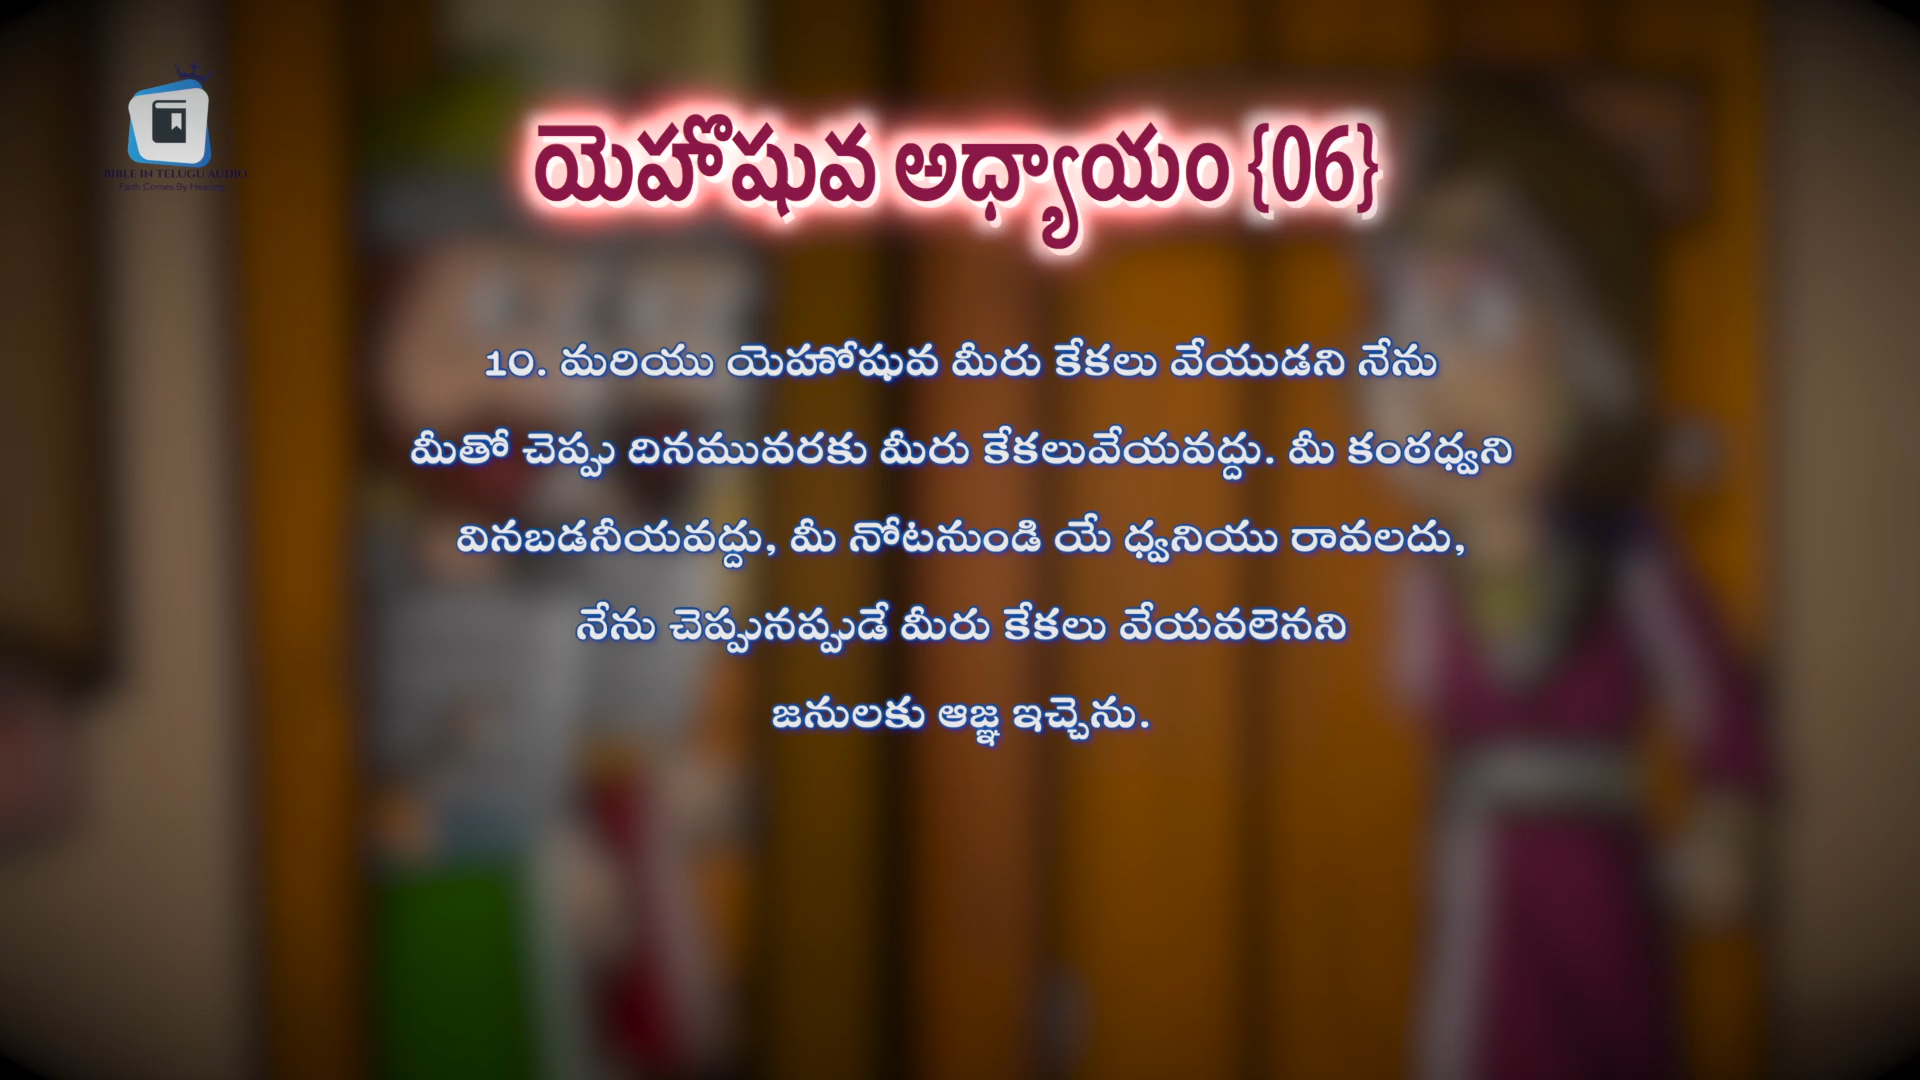 BIBLE IN TELUGU AUDIO
Faith Comes By Hearing
యెహోషువ అధ్యాయం {06}
10. మరియు యెహోషువ మీరు కేకలు వేయుడని నేను
మీతో చెప్పు దినమువరకు మీరు కేకలువేయవద్దు. మీ కంఠధ్వని
వినబడనీయవద్దు, మీ నోటనుండి యే ధ్వనియు రావలదు,
నేను చెప్పునప్పుడే మీరు కేకలు వేయవలెనని
జనులకు ఆజ్ఞ ఇచ్చెను.